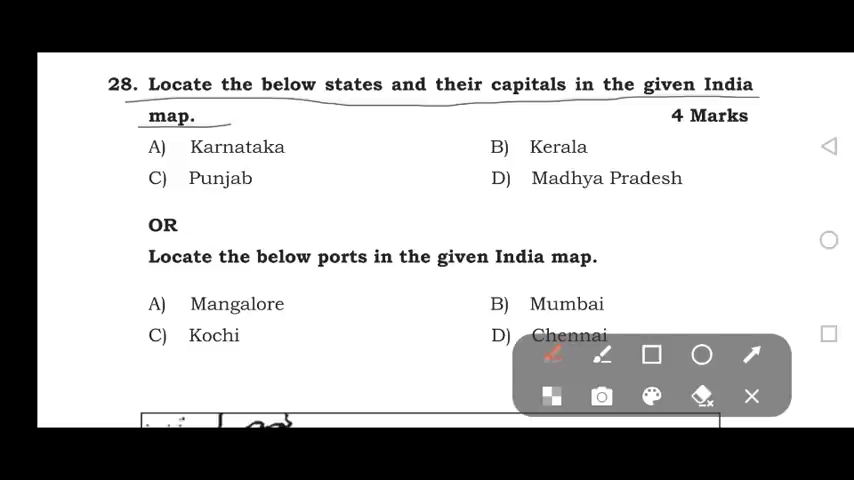 28. Locate the below states and their capitals in the given India
map. 4 Marks
A) Karnataka B) Kerala
C) Punjab D) Madhya Pradesh
OR
Locate the below ports in the given India map.
A) Mangalore B) Mumbai
C) Kochi D) Chennai